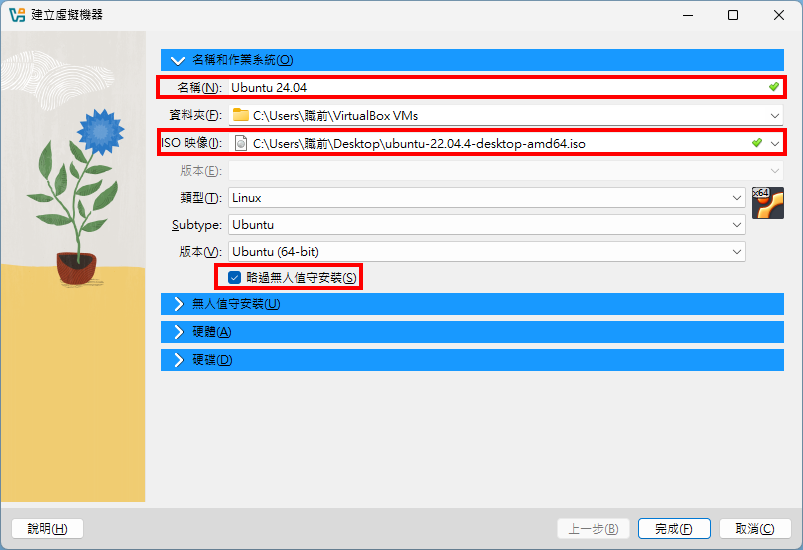 建立虛擬機器
名稱和作業系統(O)
名稱(N): Ubuntu 24.04
資料夾(F): C:\Users\職前\VirtualBox VMs
ISO 映像(I): C:\Users\職前\Desktop\ubuntu-22.04.4-desktop-amd64.iso
版本(E):
類型(T): Linux
x64
Subtype: Ubuntu
版本(V): Ubuntu (64-bit)
略過無人值守安裝(S)
無人值守安裝(U)
硬體(A)
硬碟(D)
說明(H) 上一步(B) 完成(F) 取消(C)